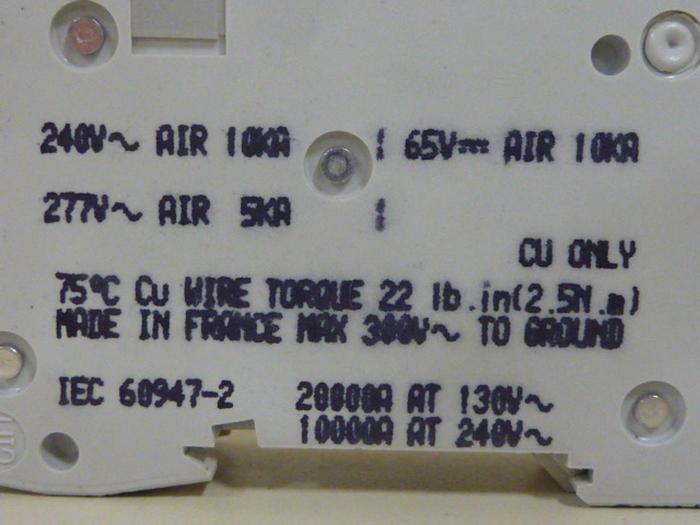 240V~ AIR 10KA ¦ 65V⎓ AIR 10KA
277V~ AIR 5KA ¦
CU ONLY
75°C Cu WIRE TORQUE 22 lb.in(2.5N.m)
MADE IN FRANCE MAX 300V~ TO GROUND
IEC 60947-2 20000A AT 130V~
10000A AT 240V~